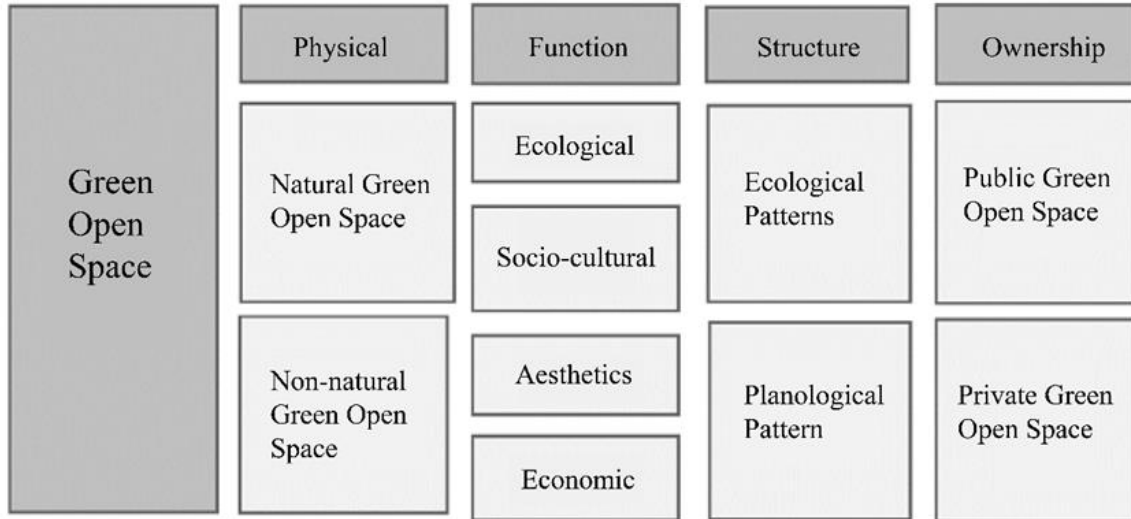 Green
Open
Space
Physical
Natural Green
Open Space
Non-natural
Green Open
Space
Function
Ecological
Socio-cultural
Aesthetics
Economic
Structure
Ecological
Patterns
Planological
Pattern
Ownership
Public Green
Open Space
Private Green
Open Space